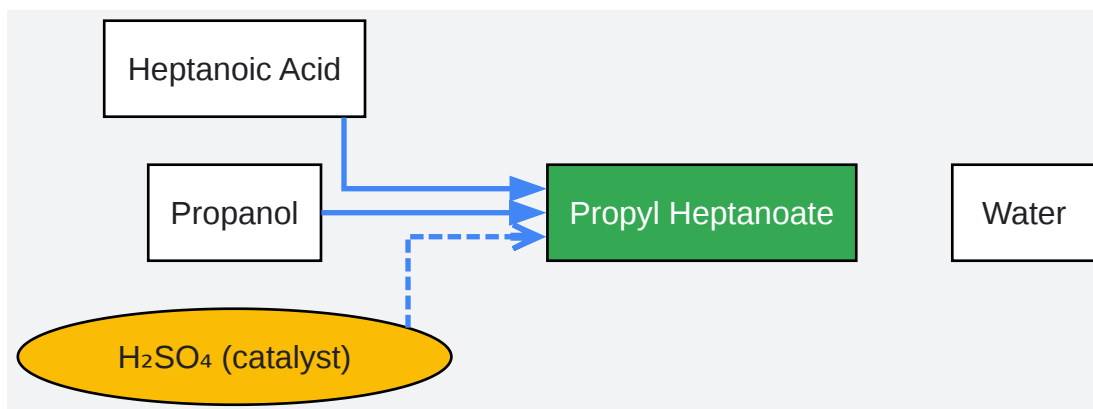 Heptanoic Acid
Propanol
Propyl Heptanoate
Water
H₂SO₄ (catalyst)